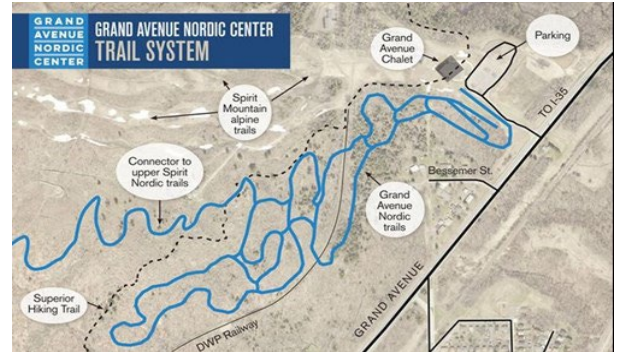 GRAND
AVENUE
NORDIC
CENTER
GRAND AVENUE NORDIC CENTER
TRAIL SYSTEM
Grand
Avenue
Chalet
Parking
TO I-35
Spirit
Mountain
alpine
trails
Connector to
upper Spirit
Nordic trails
Bessemer St.
Grand
Avenue
Nordic
trails
Superior
Hiking Trail
DWP Railway
GRAND AVENUE